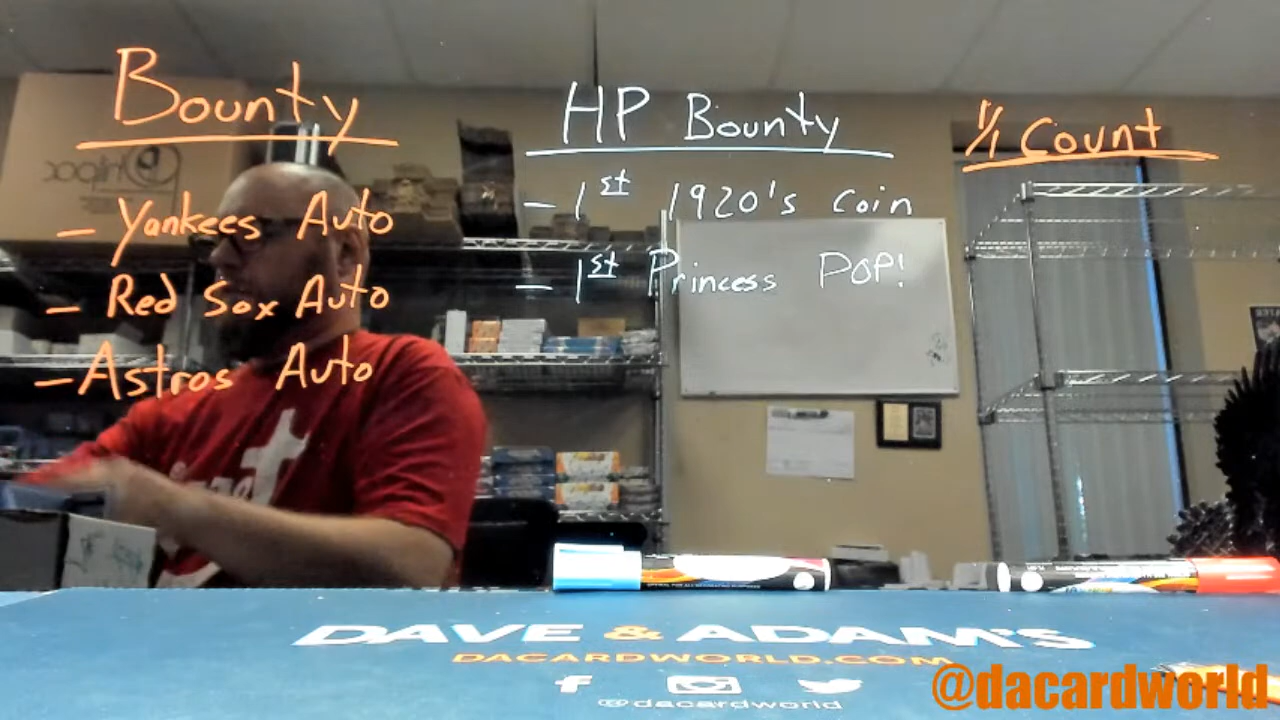 Bounty
- Yankees Auto
- Red Sox Auto
- Astros Auto
HP Bounty
- 1st 1920's coin
- 1st Princess POP!
1/1 Count
DAVE & ADAM'S
DACARDWORLD.COM
@dacardworld
@dacardworld